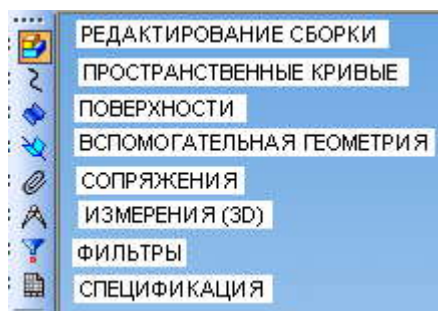 РЕДАКТИРОВАНИЕ СБОРКИ
ПРОСТРАНСТВЕННЫЕ КРИВЫЕ
ПОВЕРХНОСТИ
ВСПОМОГАТЕЛЬНАЯ ГЕОМЕТРИЯ
СОПРЯЖЕНИЯ
ИЗМЕРЕНИЯ (3D)
ФИЛЬТРЫ
СПЕЦИФИКАЦИЯ